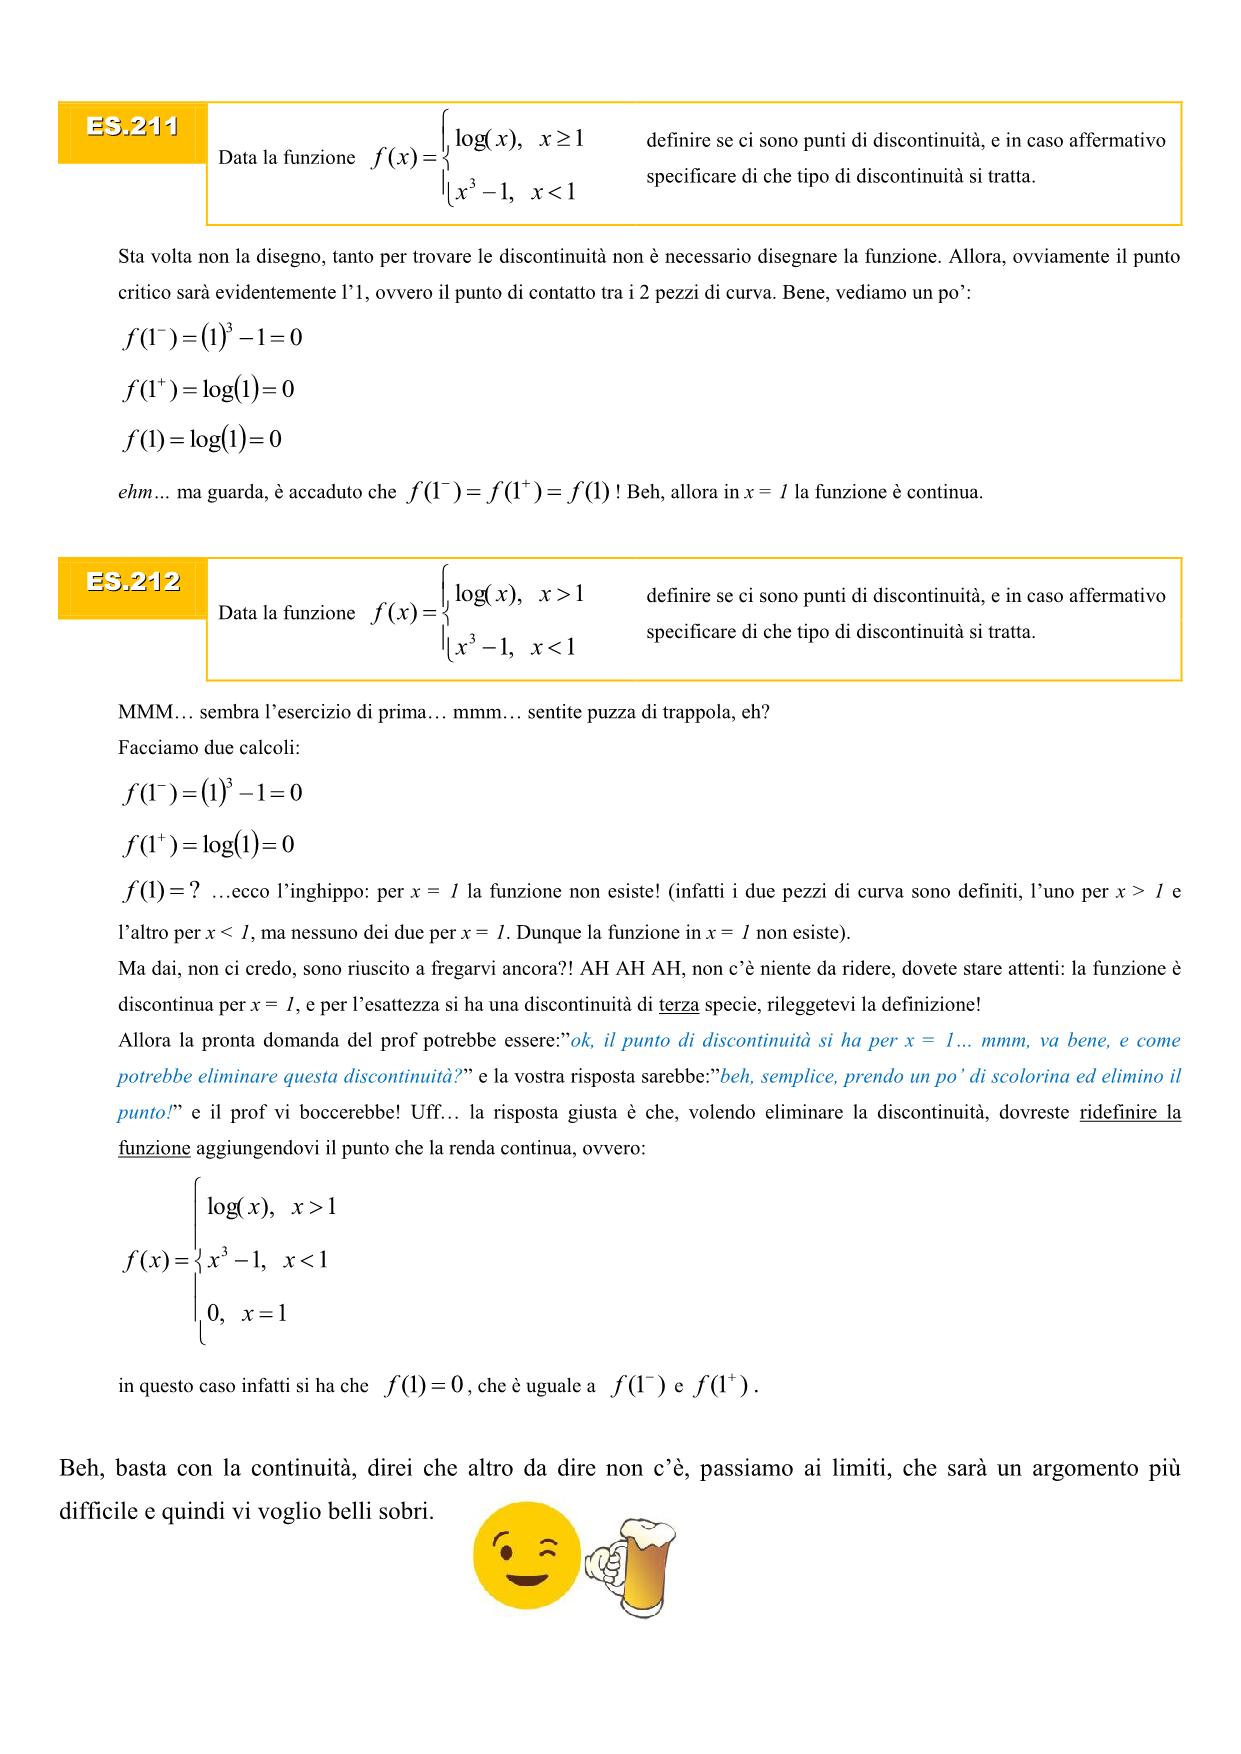 ES.211
Data la funzione f(x) = { log(x), x ≥ 1
x³ − 1, x < 1
definire se ci sono punti di discontinuità, e in caso affermativo
specificare di che tipo di discontinuità si tratta.
Sta volta non la disegno, tanto per trovare le discontinuità non è necessario disegnare la funzione. Allora, ovviamente il punto
critico sarà evidentemente l’1, ovvero il punto di contatto tra i 2 pezzi di curva. Bene, vediamo un po’:
f(1⁻) = (1)³ − 1 = 0
f(1⁺) = log(1) = 0
f(1) = log(1) = 0
ehm… ma guarda, è accaduto che f(1⁻) = f(1⁺) = f(1) ! Beh, allora in x = 1 la funzione è continua.
ES.212
Data la funzione f(x) = { log(x), x > 1
x³ − 1, x < 1
definire se ci sono punti di discontinuità, e in caso affermativo
specificare di che tipo di discontinuità si tratta.
MMM… sembra l’esercizio di prima… mmm… sentite puzza di trappola, eh?
Facciamo due calcoli:
f(1⁻) = (1)³ − 1 = 0
f(1⁺) = log(1) = 0
f(1) = ? …ecco l’inghippo: per x = 1 la funzione non esiste! (infatti i due pezzi di curva sono definiti, l’uno per x > 1 e
l’altro per x < 1, ma nessuno dei due per x = 1. Dunque la funzione in x = 1 non esiste).
Ma dai, non ci credo, sono riuscito a fregarvi ancora?! AH AH AH, non c’è niente da ridere, dovete stare attenti: la funzione è
discontinua per x = 1, e per l’esattezza si ha una discontinuità di terza specie, rileggetevi la definizione!
Allora la pronta domanda del prof potrebbe essere:”ok, il punto di discontinuità si ha per x = 1… mmm, va bene, e come
potrebbe eliminare questa discontinuità?” e la vostra risposta sarebbe:”beh, semplice, prendo un po’ di scolorina ed elimino il
punto!” e il prof vi boccerebbe! Uff… la risposta giusta è che, volendo eliminare la discontinuità, dovreste ridefinire la
funzione aggiungendovi il punto che la renda continua, ovvero:
f(x) = { log(x), x > 1
x³ − 1, x < 1
0, x = 1
in questo caso infatti si ha che f(1) = 0, che è uguale a f(1⁻) e f(1⁺) .
Beh, basta con la continuità, direi che altro da dire non c’è, passiamo ai limiti, che sarà un argomento più
difficile e quindi vi voglio belli sobri.